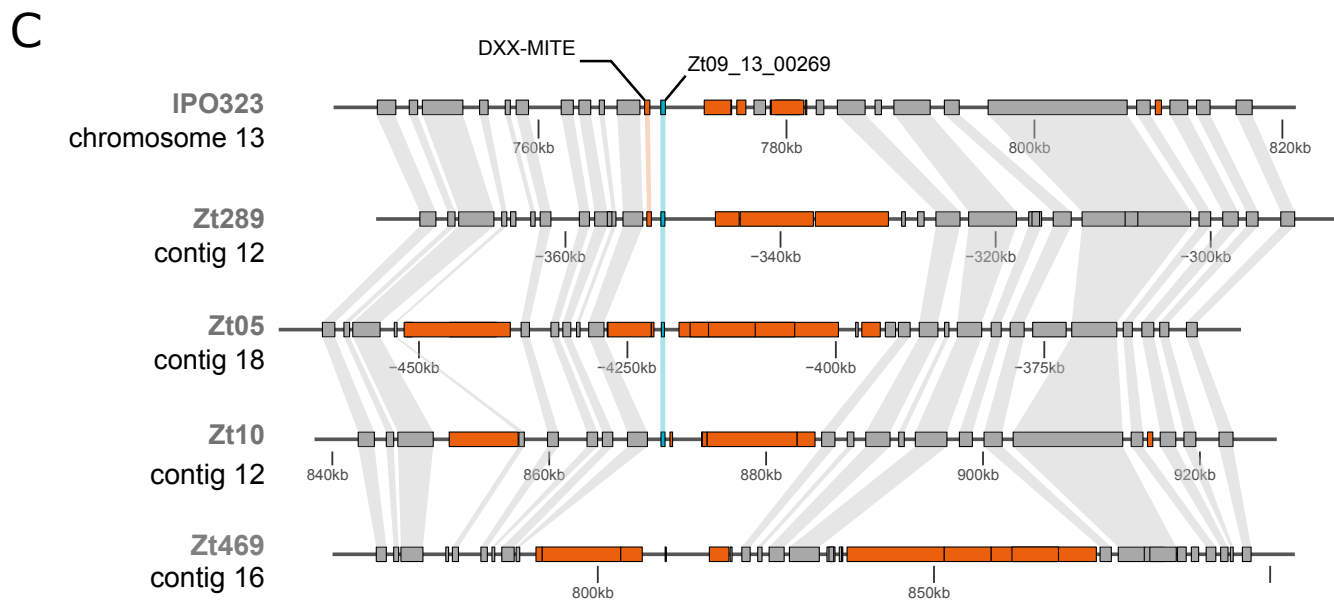 C
DXX-MITE
Zt09_13_00269
IPO323
chromosome 13
760kb
780kb
800kb
820kb
Zt289
contig 12
−360kb
−340kb
−320kb
−300kb
Zt05
contig 18
−450kb
−4250kb
−400kb
−375kb
Zt10
contig 12
840kb
860kb
880kb
900kb
920kb
Zt469
contig 16
800kb
850kb